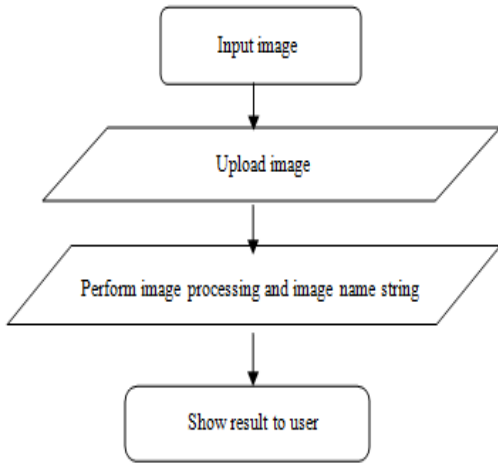 Input image
Upload image
Perform image processing and image name string
Show result to user